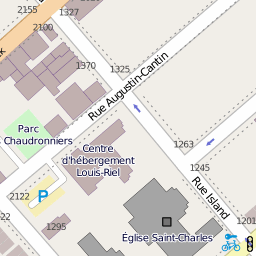 2155
1327
2100
k
1370
1325
Rue Augustin-Cantin
Parc
Chaudronniers
Centre
d'hébergement
Louis-Riel
1263
1245
2122
P
Rue Island
1295
Église Saint-Charles
1201